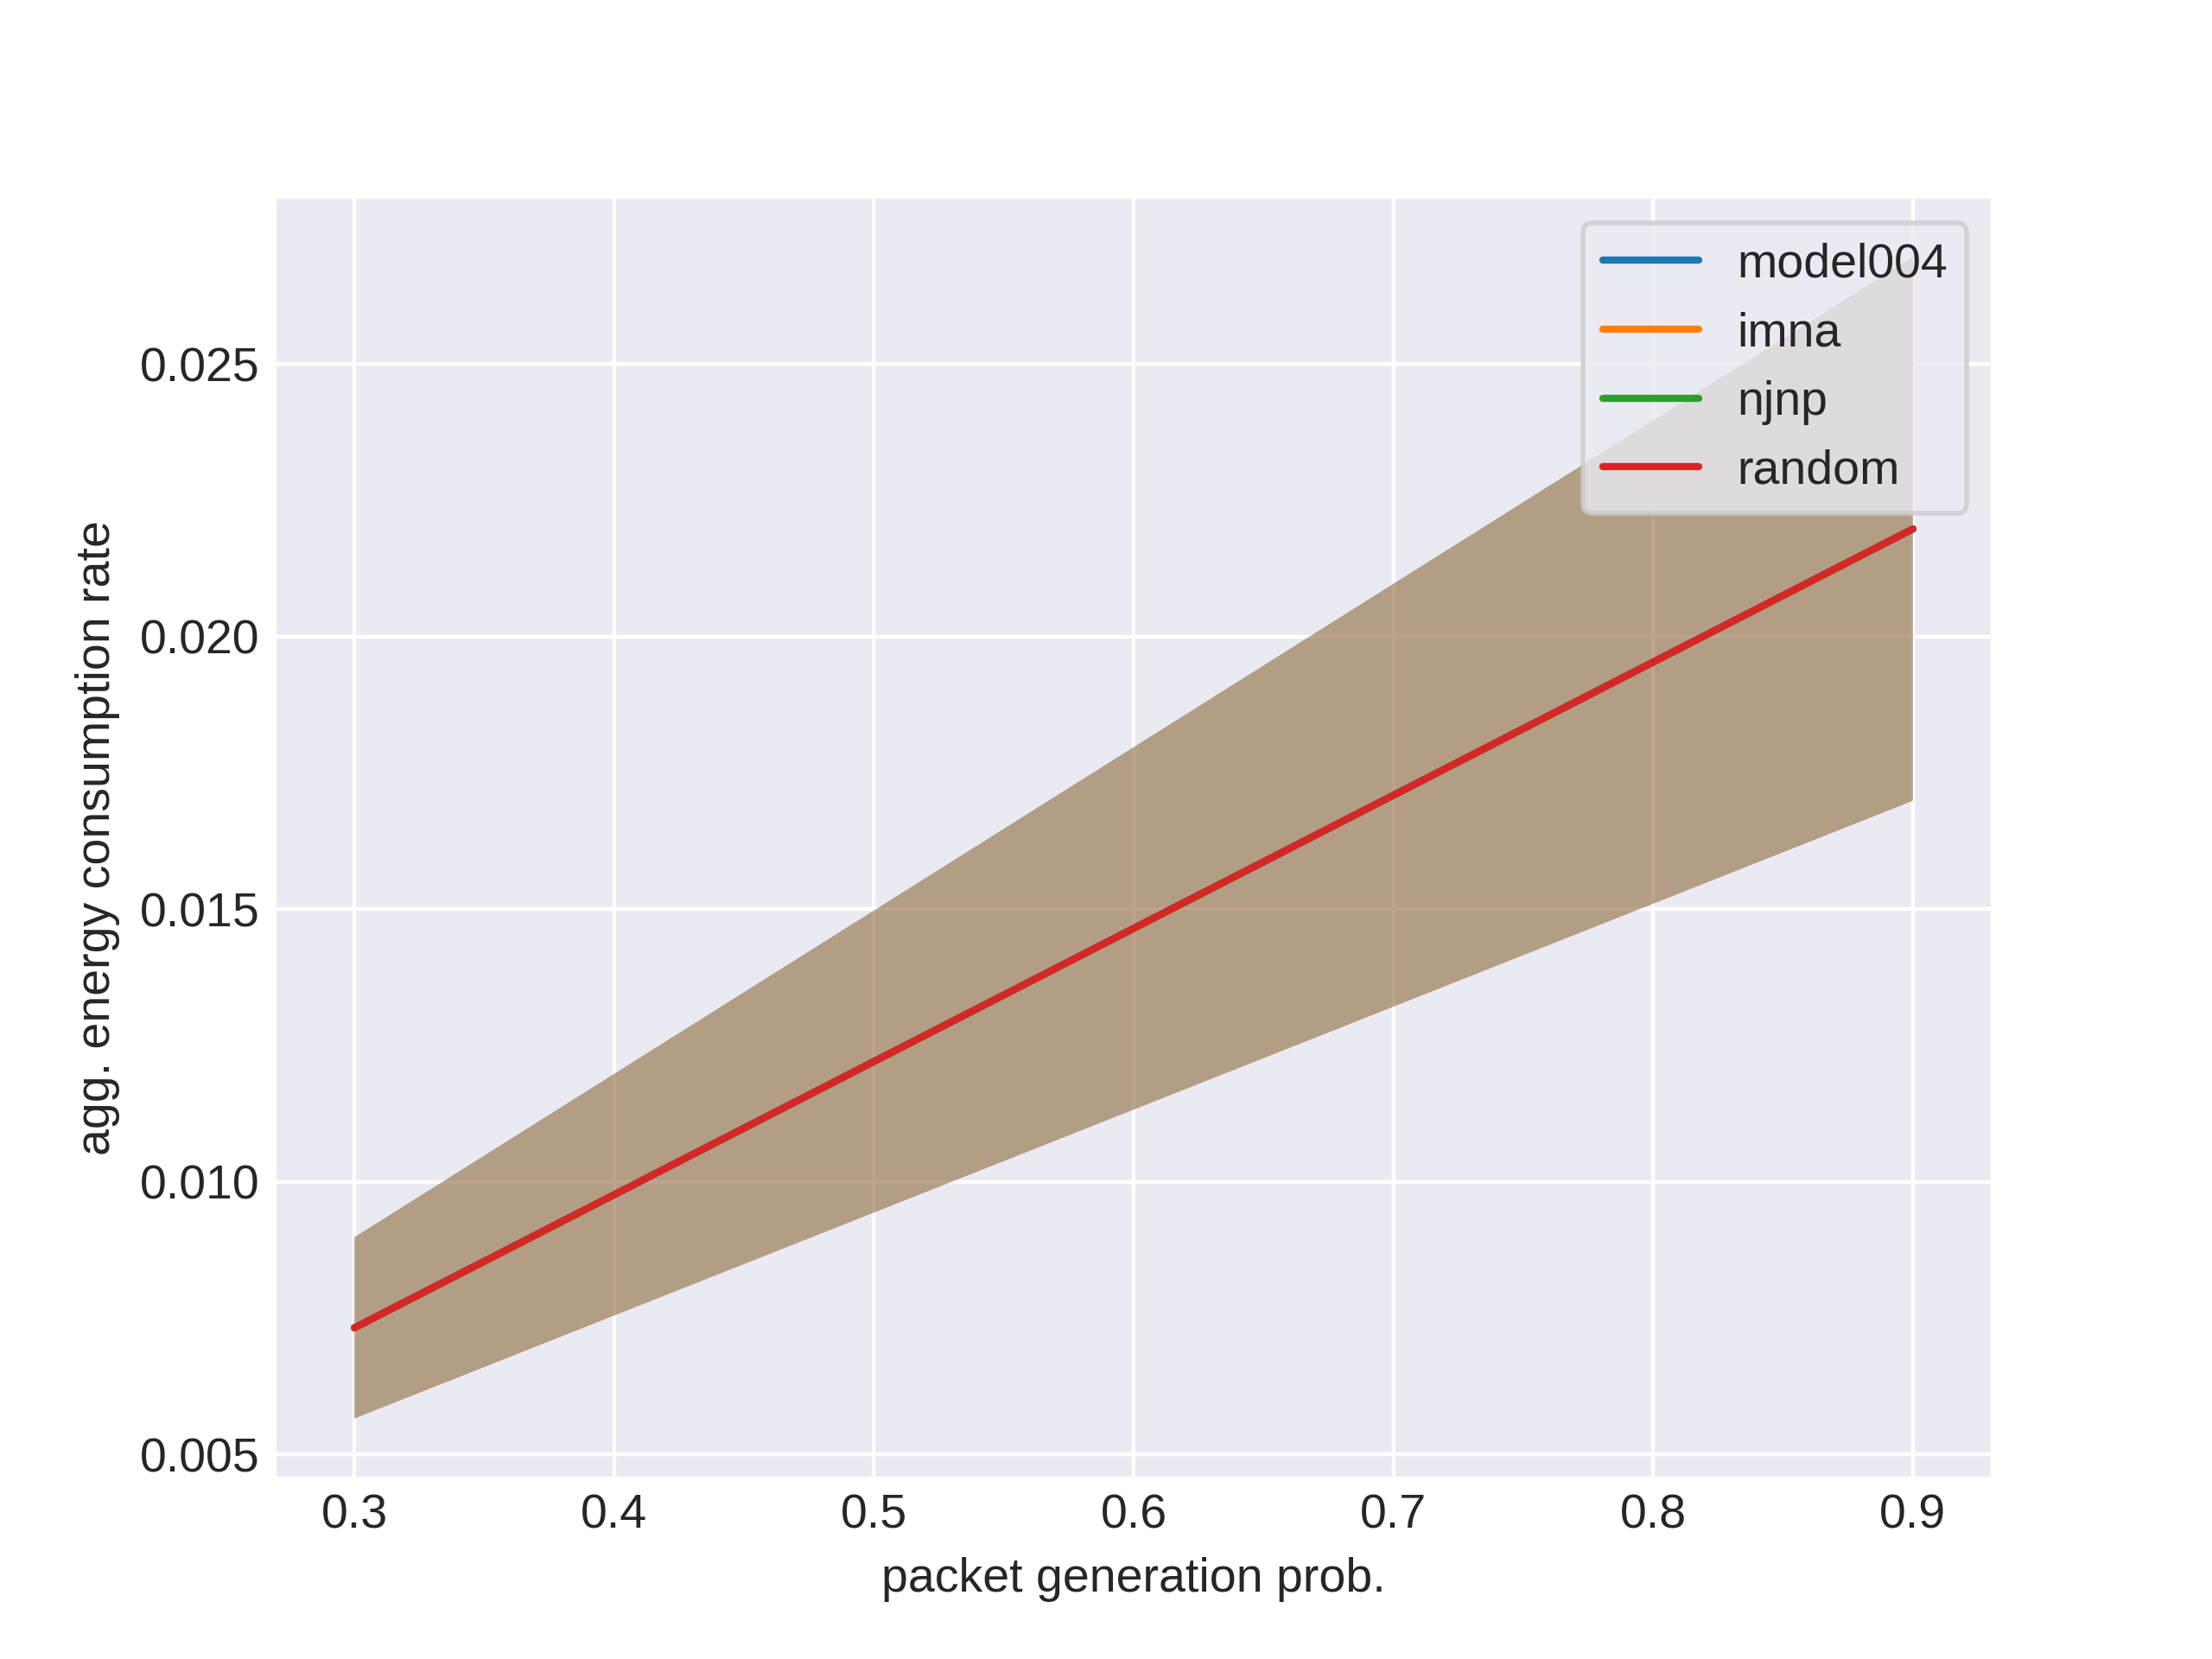 model004
imna
njnp
random
0.025
0.020
0.015
0.010
0.005
agg. energy consumption rate
0.3 0.4 0.5 0.6 0.7 0.8 0.9
packet generation prob.